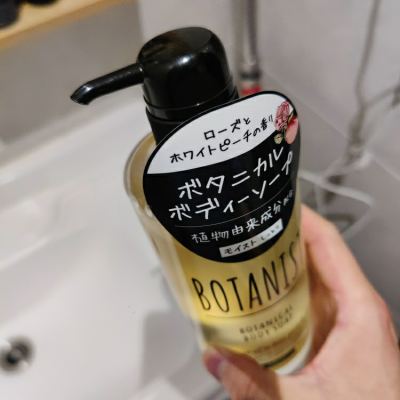 ローズと
ホワイトピーチの香り
ボタニカル
ボディーソープ
植物由来成分
モイスト
BOTANIST
BOTANICAL
BODY SOAP